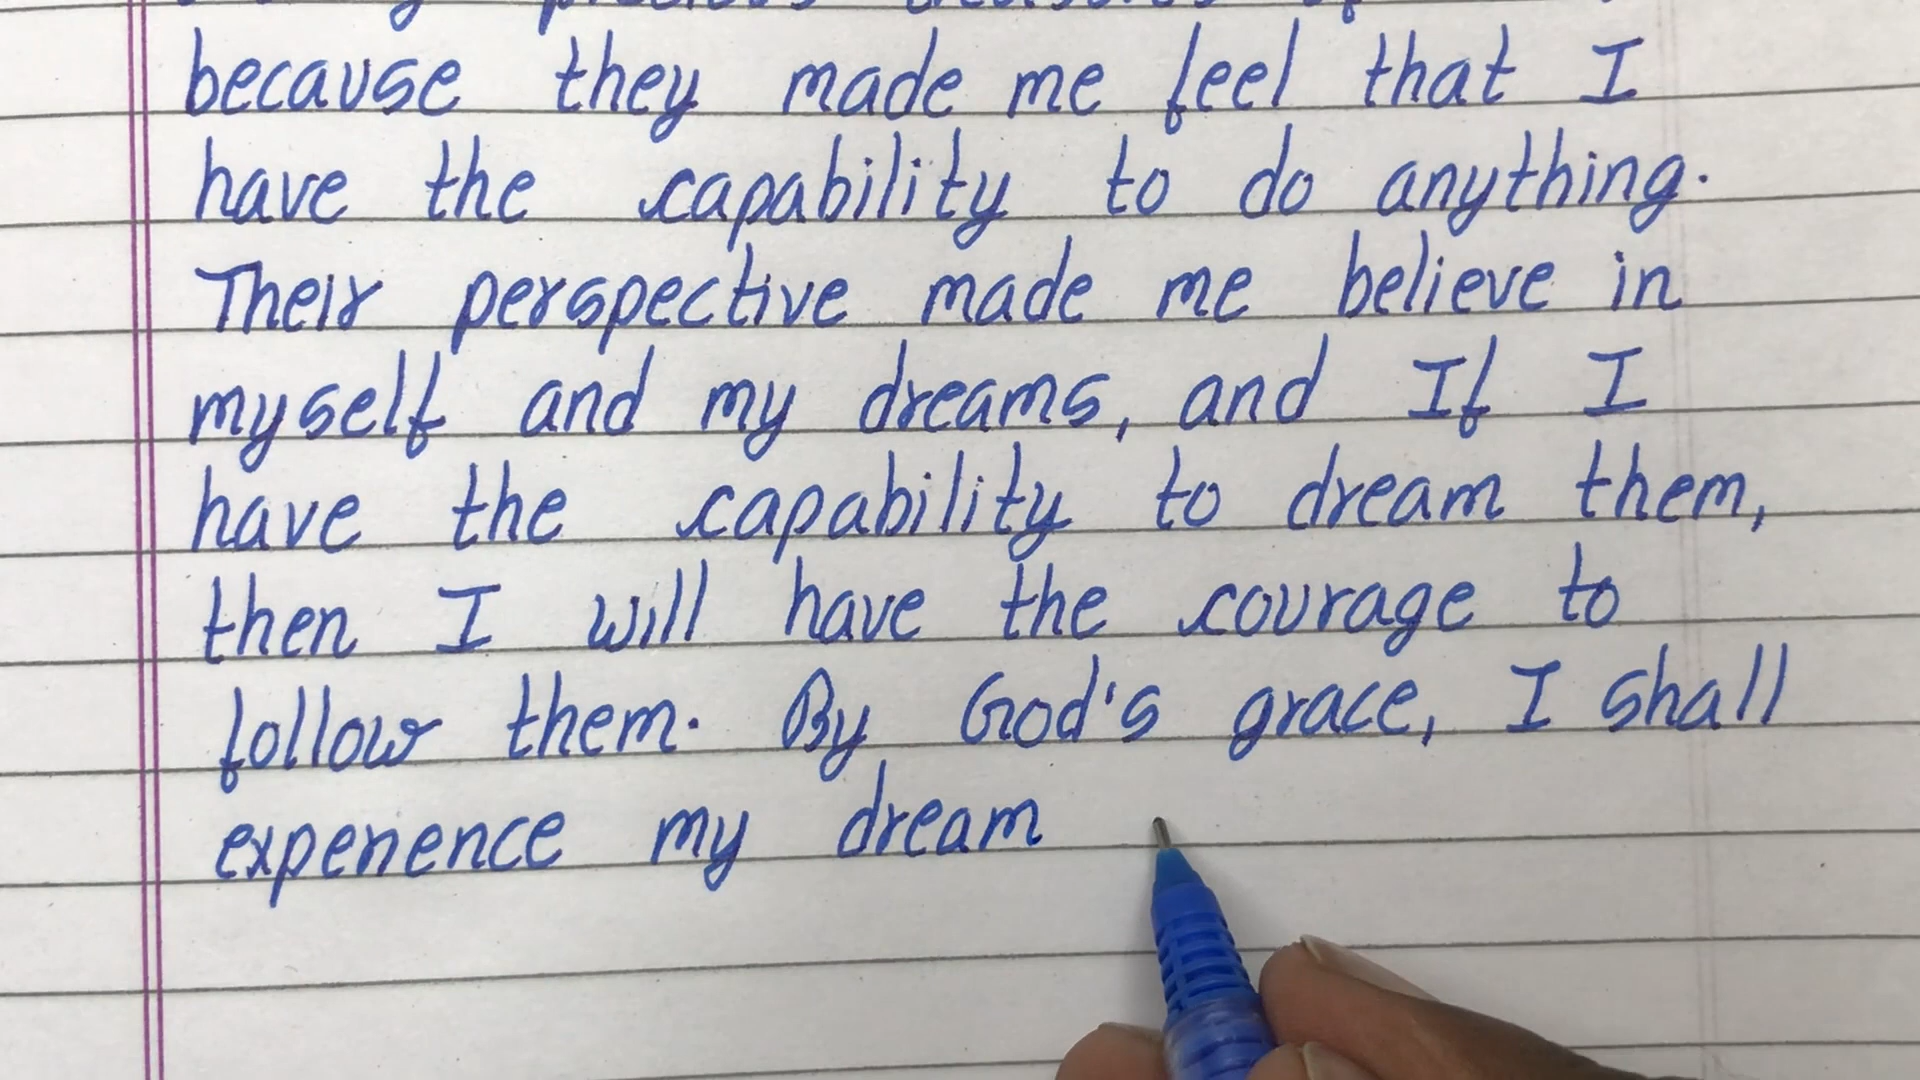 because they made me feel that I
have the capability to do anything.
Their perspective made me believe in
myself and my dreams, and If I
have the capability to dream them,
then I will have the courage to
follow them. By God's grace, I shall
experience my dream